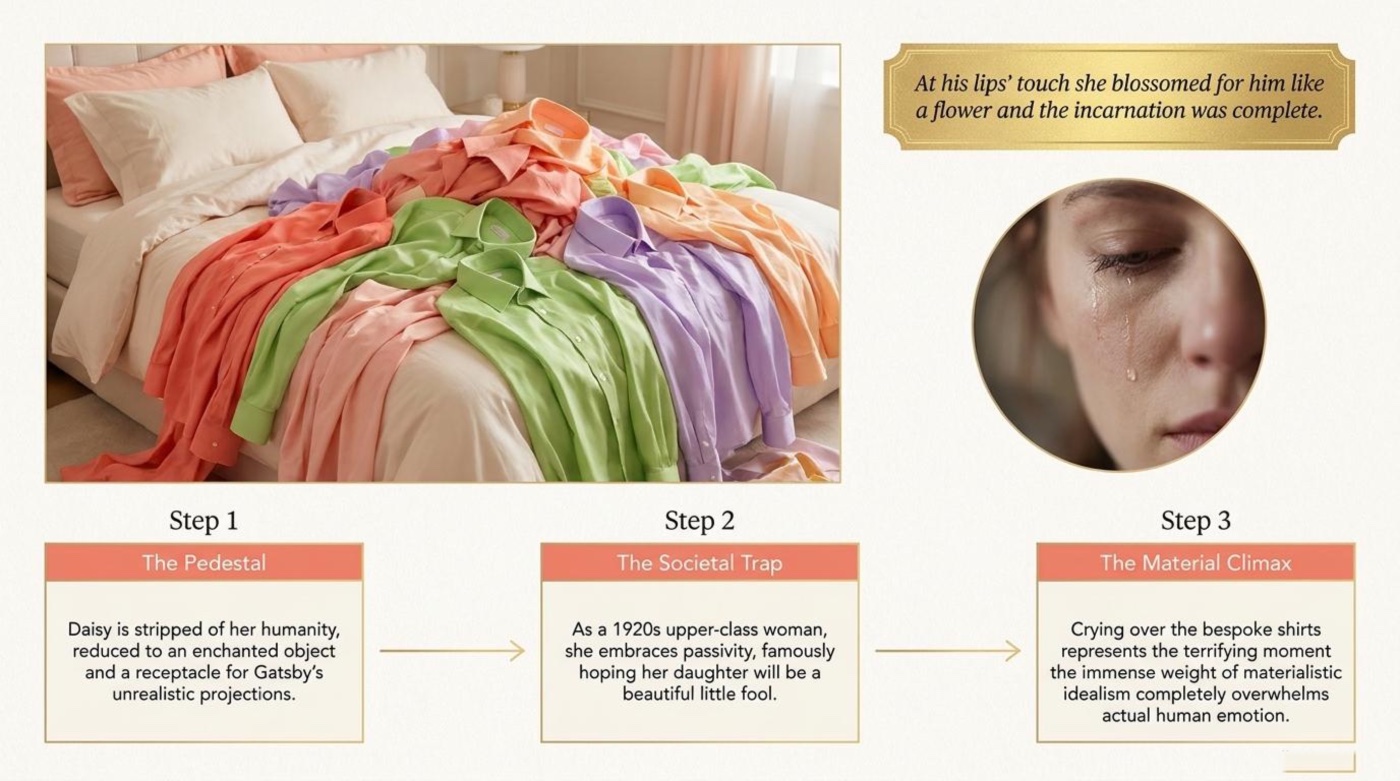 At his lips’ touch she blossomed for him like
a flower and the incarnation was complete.
Step 1
The Pedestal
Daisy is stripped of her humanity,
reduced to an enchanted object
and a receptacle for Gatsby’s
unrealistic projections.
Step 2
The Societal Trap
As a 1920s upper-class woman,
she embraces passivity, famously
hoping her daughter will be a
beautiful little fool.
Step 3
The Material Climax
Crying over the bespoke shirts
represents the terrifying moment
the immense weight of materialistic
idealism completely overwhelms
actual human emotion.